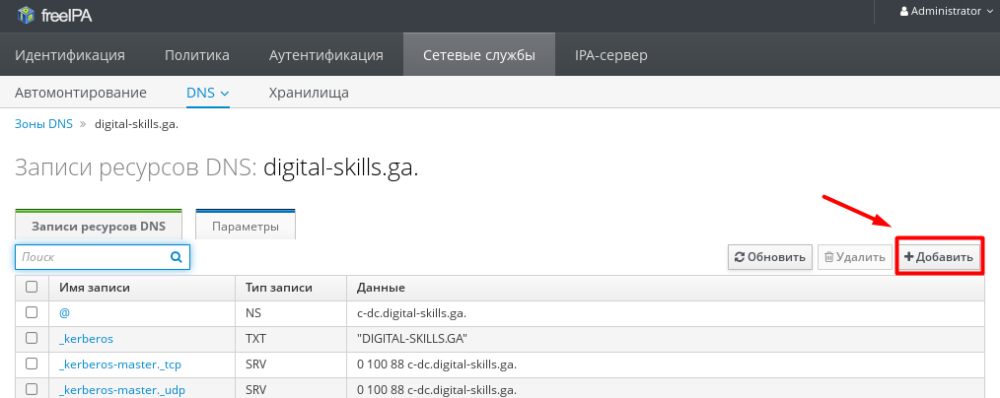 freeIPA Administrator
Идентификация Политика Аутентификация Сетевые службы IPA-сервер
Автомонтирование DNS Хранилища
Зоны DNS » digital-skills.ga.
Записи ресурсов DNS: digital-skills.ga.
Записи ресурсов DNS Параметры
Поиск Обновить Удалить Добавить
Имя записи Тип записи Данные
@ NS c-dc.digital-skills.ga.
_kerberos TXT "DIGITAL-SKILLS.GA"
_kerberos-master._tcp SRV 0 100 88 c-dc.digital-skills.ga.
_kerberos-master._udp SRV 0 100 88 c-dc.digital-skills.ga.